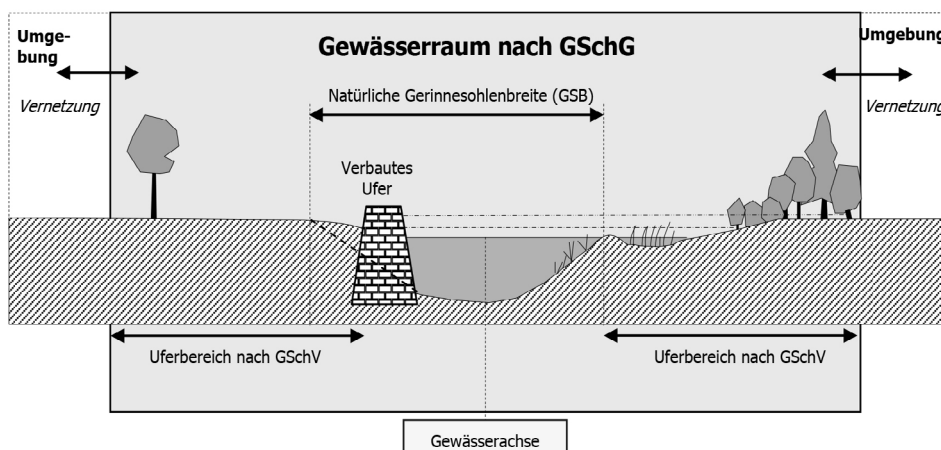 Umge-
bung
Gewässerraum nach GSchG
Umgebung
Vernetzung
Natürliche Gerinnesohlenbreite (GSB)
Vernetzung
Verbautes
Ufer
Uferbereich nach GSchV
Uferbereich nach GSchV
Gewässerachse